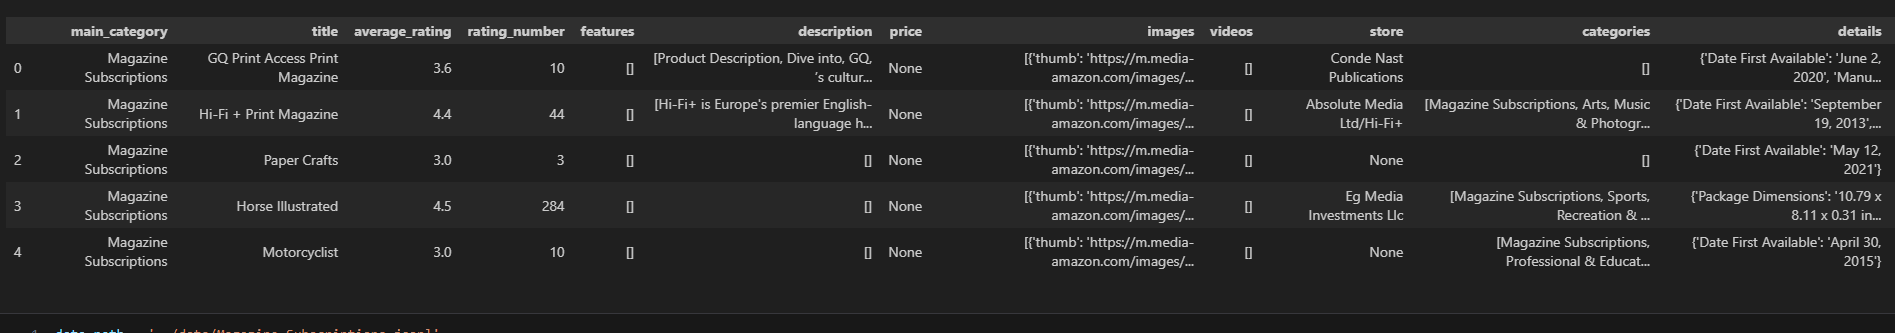 main_category title average_rating rating_number features description price images videos store categories details
0 Magazine Subscriptions GQ Print Access Print Magazine 3.6 10 [] [Product Description, Dive into, GQ, 's cultur... None [{'thumb': 'https://m.media-amazon.com/images/... [] Conde Nast Publications [] {'Date First Available': 'June 2, 2020', 'Manu...
1 Magazine Subscriptions Hi-Fi + Print Magazine 4.4 44 [] [Hi-Fi+ is Europe's premier English-language h... None [{'thumb': 'https://m.media-amazon.com/images/... [] Absolute Media Ltd/Hi-Fi+ [Magazine Subscriptions, Arts, Music & Photogr... {'Date First Available': 'September 19, 2013',...
2 Magazine Subscriptions Paper Crafts 3.0 3 [] [] None [{'thumb': 'https://m.media-amazon.com/images/... [] None [] {'Date First Available': 'May 12, 2021'}
3 Magazine Subscriptions Horse Illustrated 4.5 284 [] [] None [{'thumb': 'https://m.media-amazon.com/images/... [] Eg Media Investments Llc [Magazine Subscriptions, Sports, Recreation & ... {'Package Dimensions': '10.79 x 8.11 x 0.31 in...
4 Magazine Subscriptions Motorcyclist 3.0 10 [] [] None [{'thumb': 'https://m.media-amazon.com/images/... [] None [Magazine Subscriptions, Professional & Educat... {'Date First Available': 'April 30, 2015'}